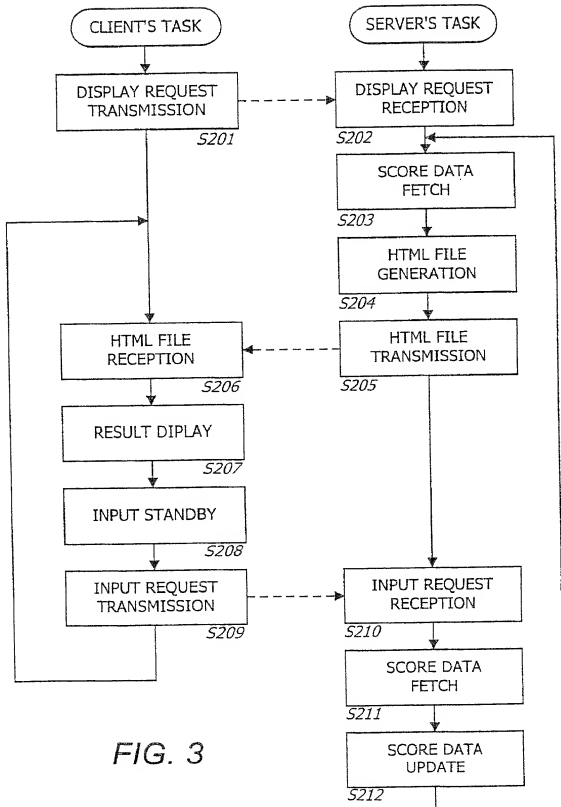 CLIENT'S TASK
SERVER'S TASK
DISPLAY REQUEST
TRANSMISSION
S201
DISPLAY REQUEST
RECEPTION
S202
SCORE DATA
FETCH
S203
HTML FILE
GENERATION
S204
HTML FILE
RECEPTION
S206
HTML FILE
TRANSMISSION
S205
RESULT DIPLAY
S207
INPUT STANDBY
S208
INPUT REQUEST
TRANSMISSION
S209
INPUT REQUEST
RECEPTION
S210
SCORE DATA
FETCH
S211
SCORE DATA
UPDATE
S212
FIG. 3